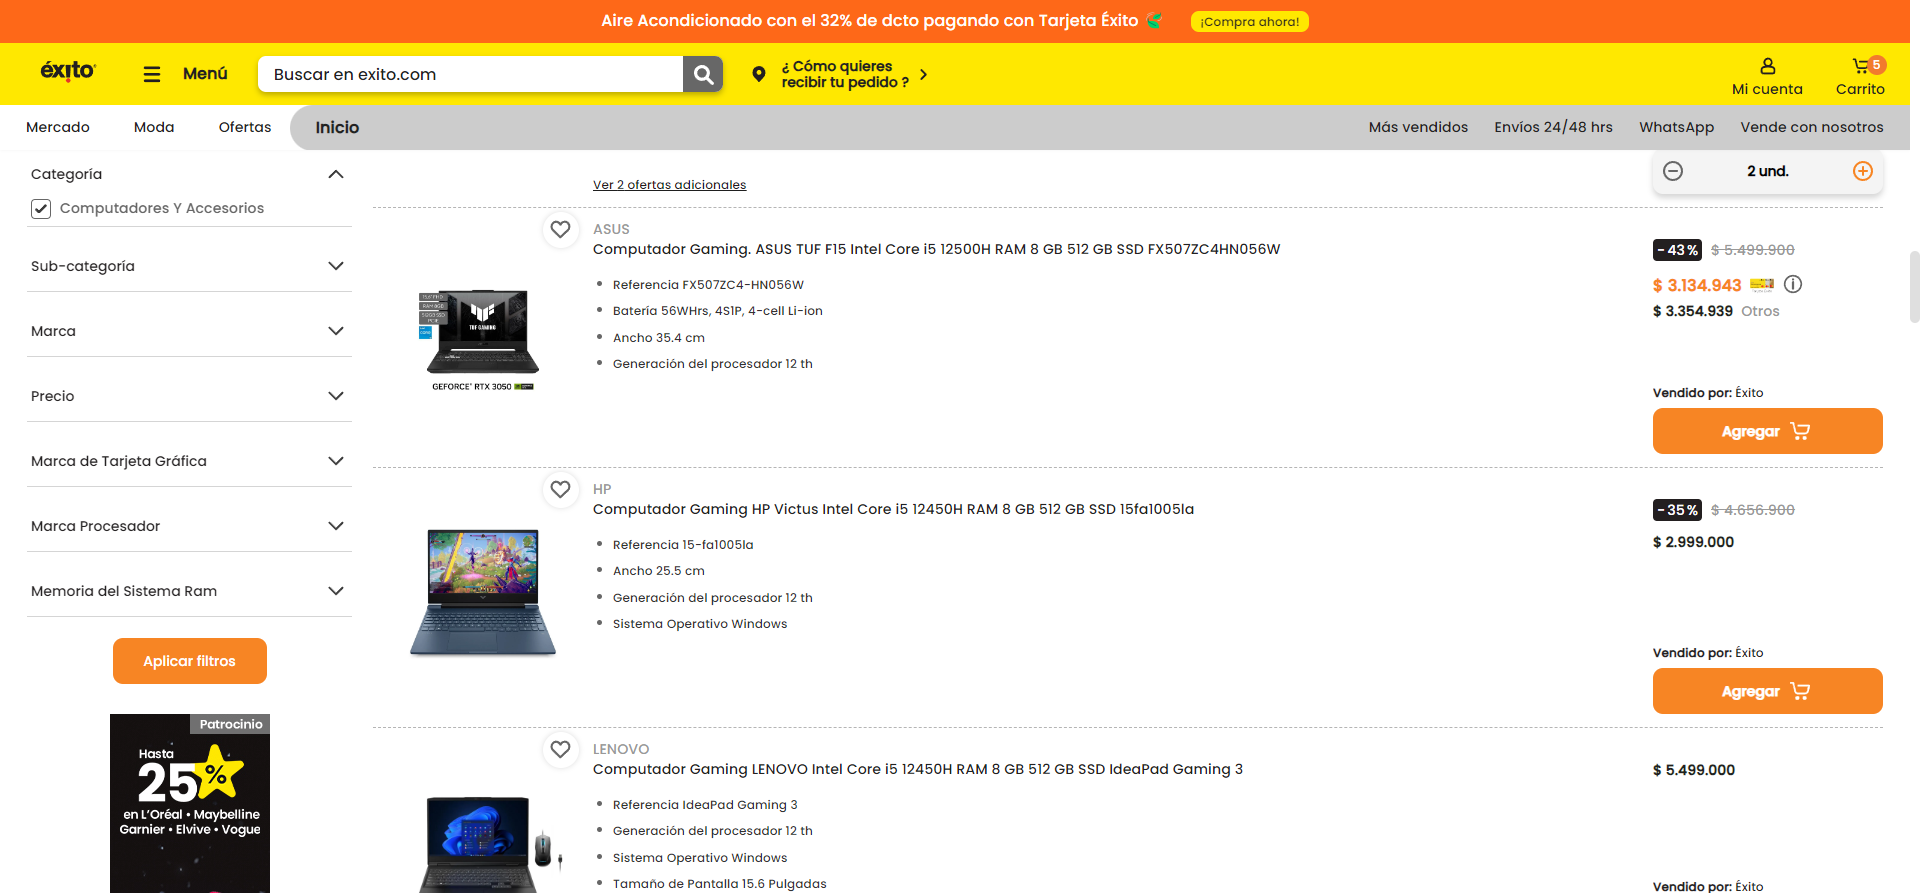 Aire Acondicionado con el 32% de dcto pagando con Tarjeta Éxito
¡Compra ahora!
éxito
Menú
Buscar en exito.com
¿ Cómo quieres
recibir tu pedido ?
Mi cuenta
5
Carrito
Mercado
Moda
Ofertas
Inicio
Más vendidos
Envíos 24/48 hrs
WhatsApp
Vende con nosotros
Categoría
Computadores Y Accesorios
Sub-categoría
Marca
Precio
Marca de Tarjeta Gráfica
Marca Procesador
Memoria del Sistema Ram
Aplicar filtros
Patrocinio
Hasta
25%
en L'Oréal • Maybelline
Garnier • Elvive • Vogue
Ver 2 ofertas adicionales
2 und.
ASUS
Computador Gaming. ASUS TUF F15 Intel Core i5 12500H RAM 8 GB 512 GB SSD FX507ZC4HN056W
Referencia FX507ZC4-HN056W
Batería 56WHrs, 4S1P, 4-cell Li-ion
Ancho 35.4 cm
Generación del procesador 12 th
TUF GAMING
GEFORCE® RTX 3050
-43%
$ 5.499.900
$ 3.134.943
$ 3.354.939 Otros
Vendido por: Éxito
Agregar
HP
Computador Gaming HP Victus Intel Core i5 12450H RAM 8 GB 512 GB SSD 15fa1005la
Referencia 15-fa1005la
Ancho 25.5 cm
Generación del procesador 12 th
Sistema Operativo Windows
-35%
$ 4.656.900
$ 2.999.000
Vendido por: Éxito
Agregar
LENOVO
Computador Gaming LENOVO Intel Core i5 12450H RAM 8 GB 512 GB SSD IdeaPad Gaming 3
Referencia IdeaPad Gaming 3
Generación del procesador 12 th
Sistema Operativo Windows
Tamaño de Pantalla 15.6 Pulgadas
$ 5.499.000
Vendido por: Éxito